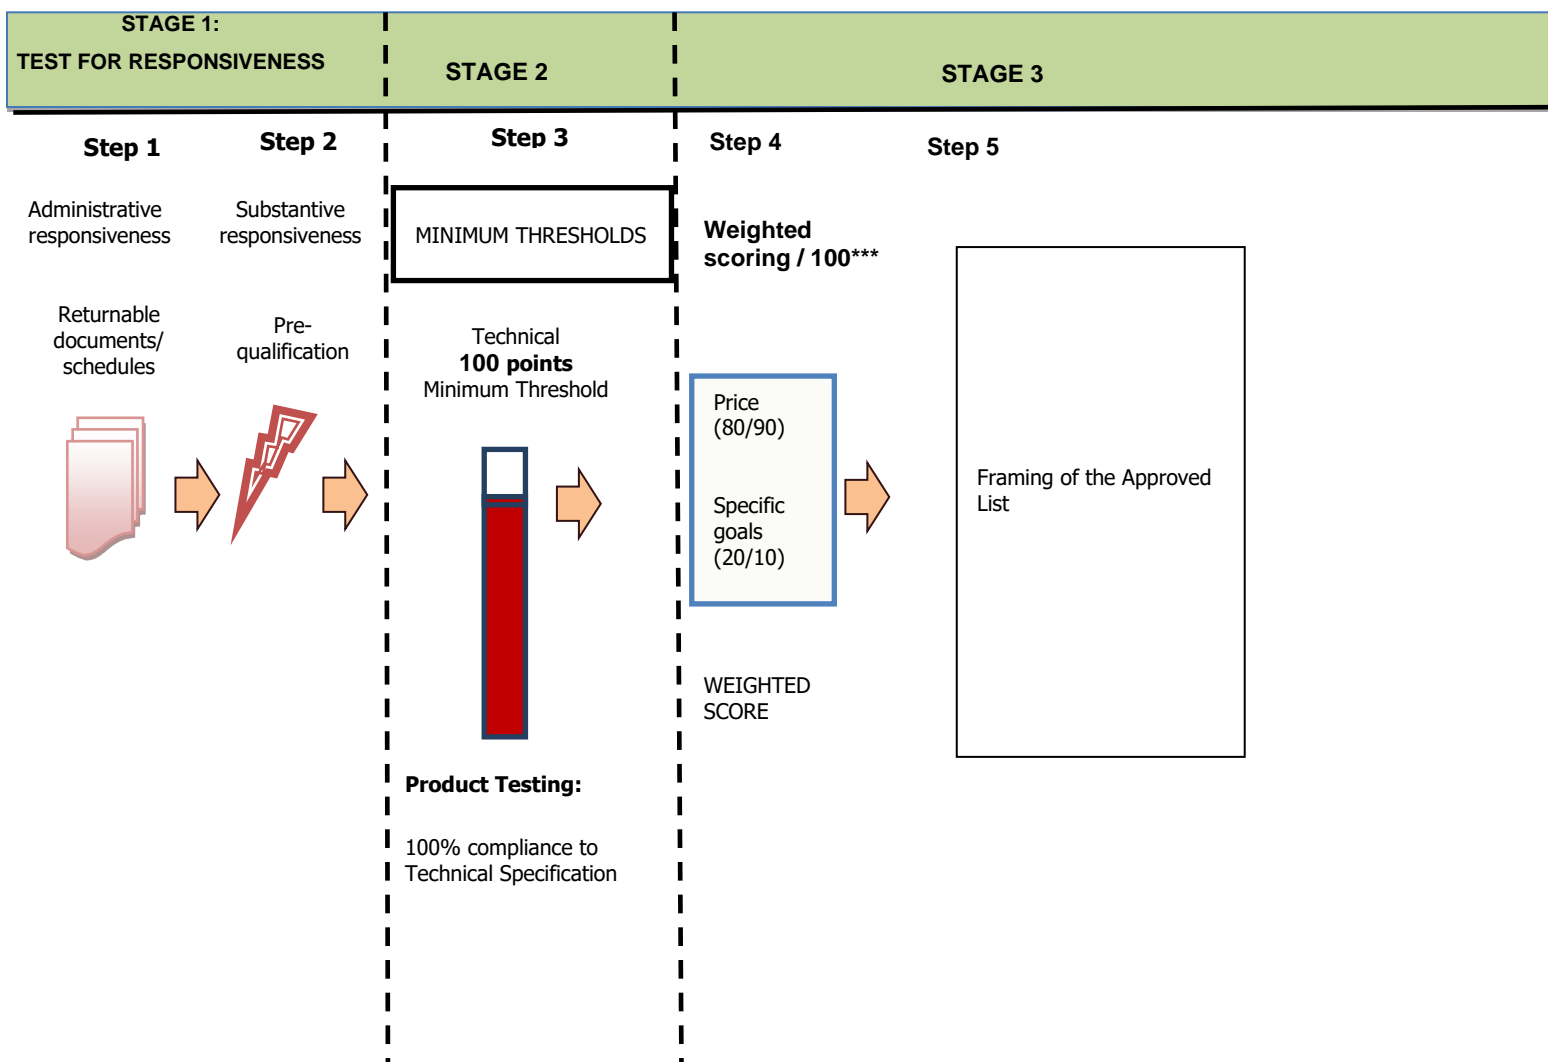 STAGE 1:
TEST FOR RESPONSIVENESS
STAGE 2
STAGE 3
Step 1
Step 2
Step 3
Step 4
Step 5
Administrative
responsiveness
Substantive
responsiveness
MINIMUM THRESHOLDS
Weighted
scoring / 100***
Returnable
documents/
schedules
Pre-
qualification
Technical
100 points
Minimum Threshold
Price
(80/90)
Specific
goals
(20/10)
Framing of the Approved
List
WEIGHTED
SCORE
Product Testing:
100% compliance to
Technical Specification